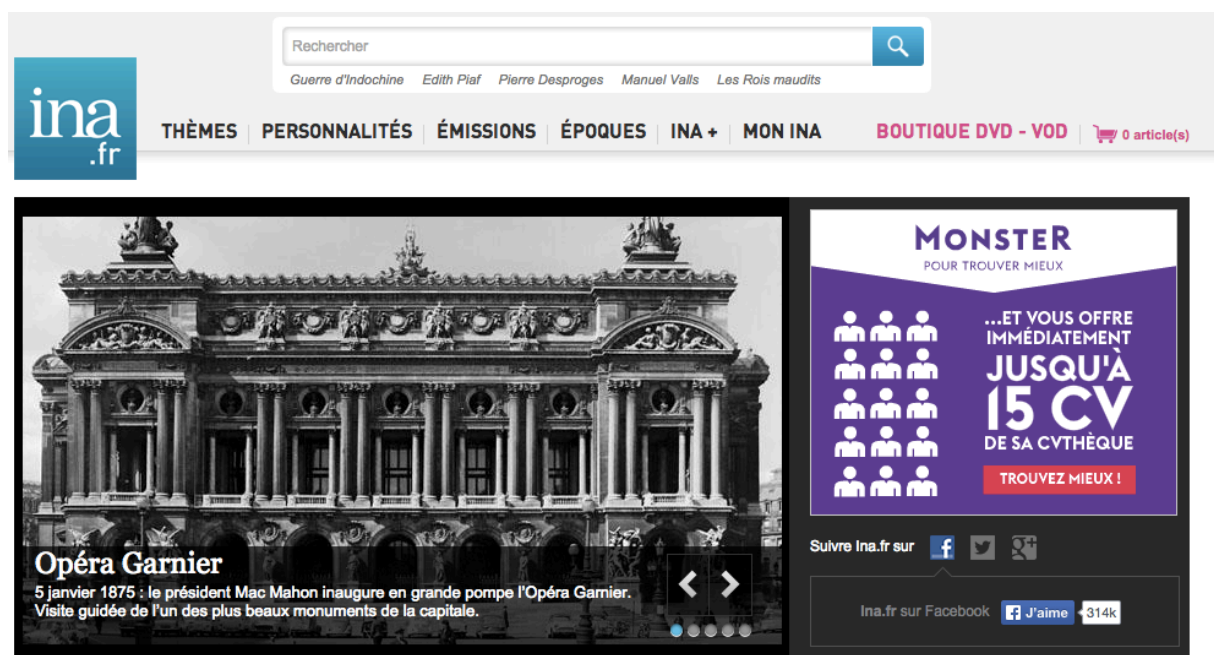 Rechercher
Guerre d'Indochine Edith Piaf Pierre Desproges Manuel Valls Les Rois maudits
ina
.fr
THÈMES PERSONNALITÉS ÉMISSIONS ÉPOQUES INA + MON INA BOUTIQUE DVD - VOD 0 article(s)
Opéra Garnier
5 janvier 1875 : le président Mac Mahon inaugure en grande pompe l'Opéra Garnier.
Visite guidée de l'un des plus beaux monuments de la capitale.
MONSTER
POUR TROUVER MIEUX
...ET VOUS OFFRE
IMMÉDIATEMENT
JUSQU'À
15 CV
DE SA CVTHÈQUE
TROUVEZ MIEUX !
Suivre Ina.fr sur f g+
Ina.fr sur Facebook f J'aime 314k